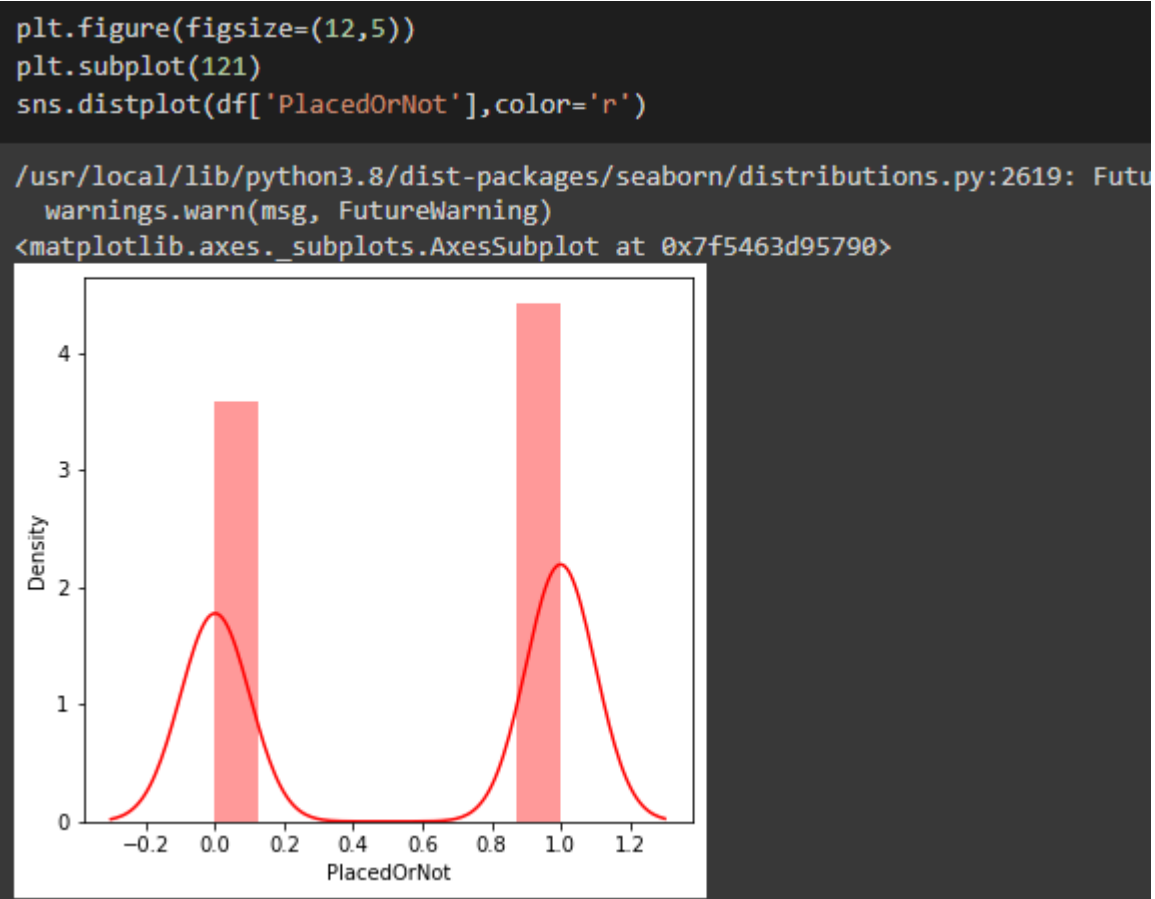 plt.figure(figsize=(12,5))
plt.subplot(121)
sns.distplot(df['PlacedOrNot'],color='r')
/usr/local/lib/python3.8/dist-packages/seaborn/distributions.py:2619: Futu
warnings.warn(msg, FutureWarning)
<matplotlib.axes._subplots.AxesSubplot at 0x7f5463d95790>
4
3
Density
2
1
0
−0.2 0.0 0.2 0.4 0.6 0.8 1.0 1.2
PlacedOrNot